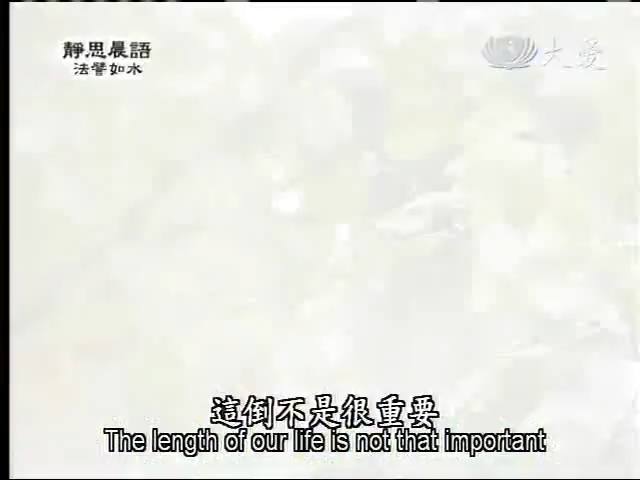 靜思晨語
法譬如水
大愛
這倒不是很重要
The length of our life is not that important